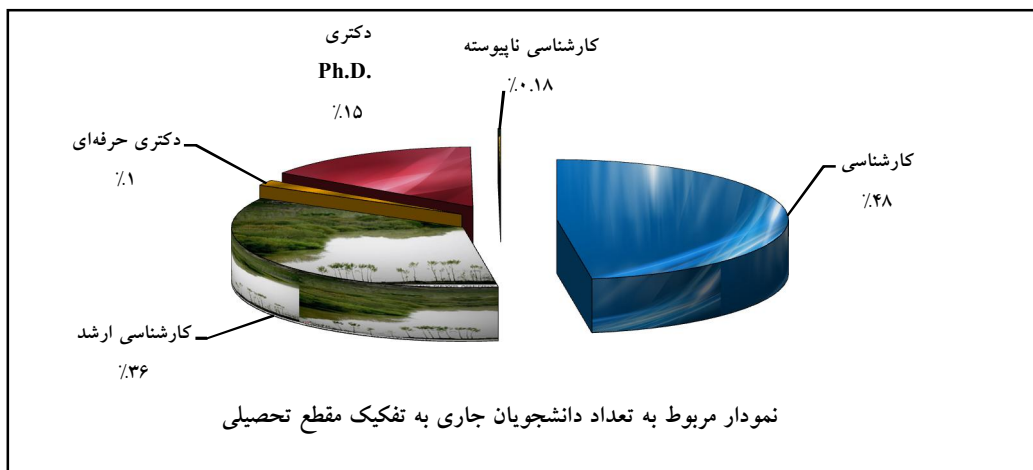 کارشناسی ناپیوسته
٪۰.۱۸
دکتری
Ph.D.
٪۱۵
دکتری حرفه‌ای
٪۱
کارشناسی
٪۴۸
کارشناسی ارشد
٪۳۶
نمودار مربوط به تعداد دانشجویان جاری به تفکیک مقطع تحصیلی